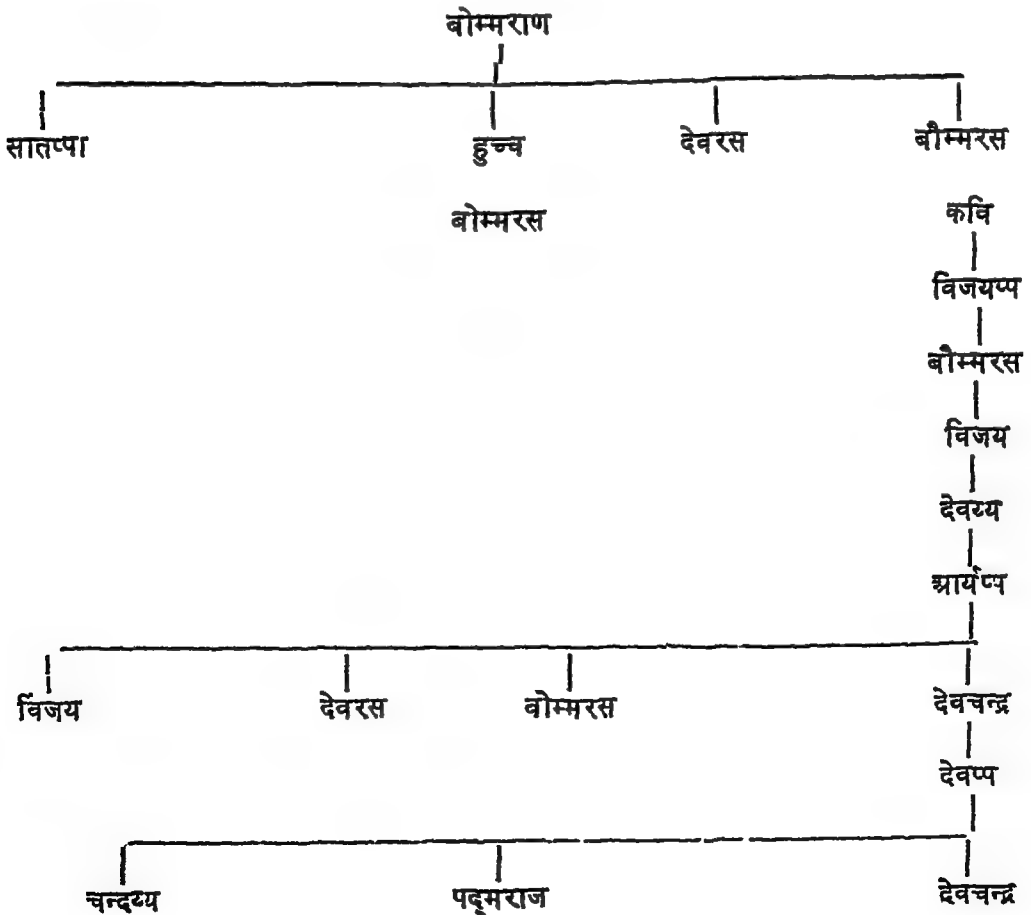 बोम्मराण
सातप्पा हुच्च देवरस बौम्मरस
बोम्मरस कवि
विजयप्प
बौम्मरस
विजय
देवय्य
आर्यप्प
विजय देवरस वोम्मरस देवचन्द्र
देवप्प
चन्दय्य पद्मराज देवचन्द्र